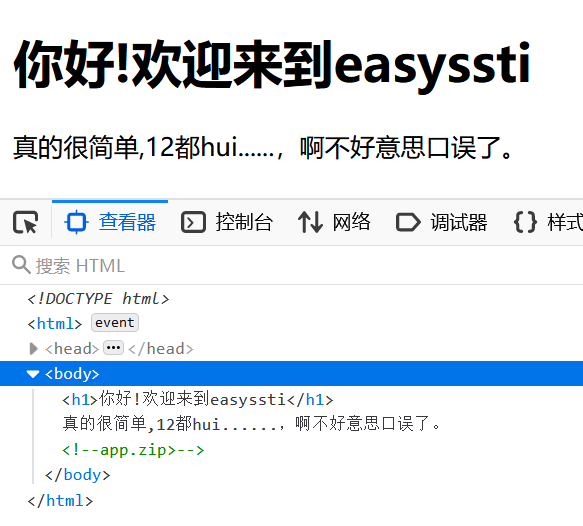 你好!欢迎来到easyssti
真的很简单,12都hui......，啊不好意思口误了。
查看器 控制台 网络 调试器 {} 样式
搜索 HTML
<!DOCTYPE html>
<html> event
<head> ••• </head>
<body>
<h1>你好!欢迎来到easyssti</h1>
真的很简单,12都hui......，啊不好意思口误了。
<!--app.zip>-->
</body>
</html>